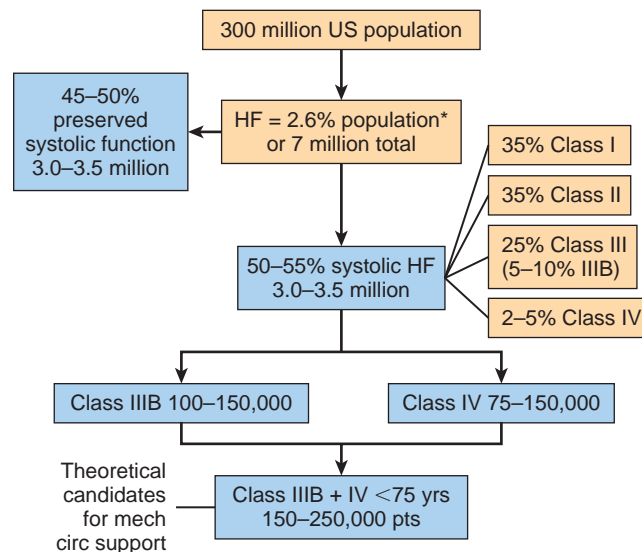 300 million US population
45–50%
preserved
systolic function
3.0–3.5 million
HF = 2.6% population*
or 7 million total
35% Class I
35% Class II
25% Class III
(5–10% IIIB)
2–5% Class IV
50–55% systolic HF
3.0–3.5 million
Class IIIB 100–150,000
Class IV 75–150,000
Theoretical
candidates
for mech
circ support
Class IIIB + IV <75 yrs
150–250,000 pts